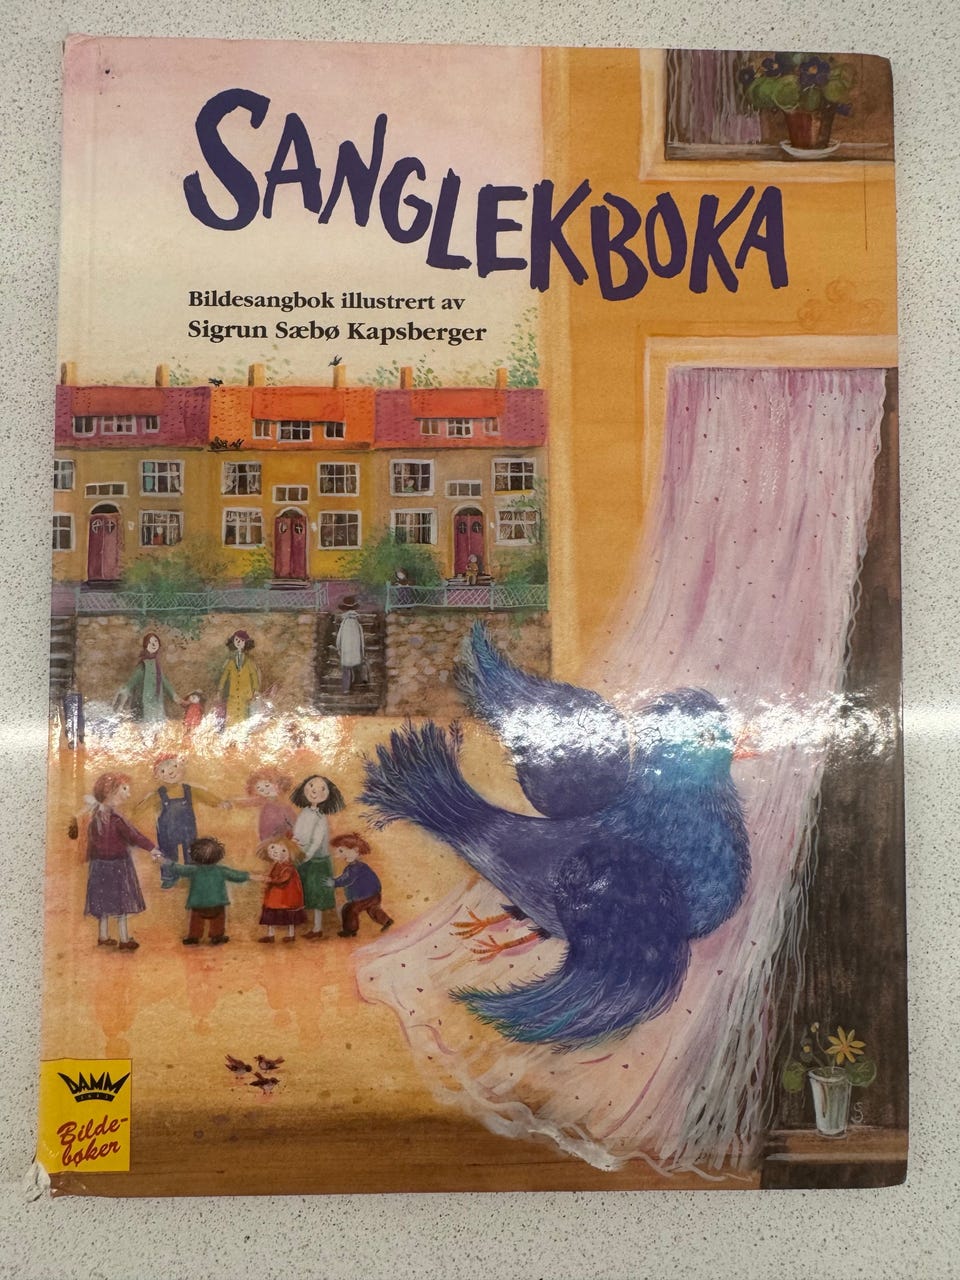 SANGLEKBOKA
Bildesangbok illustrert av
Sigrun Sæbø Kapsberger
DAMM
Bilde-
bøker